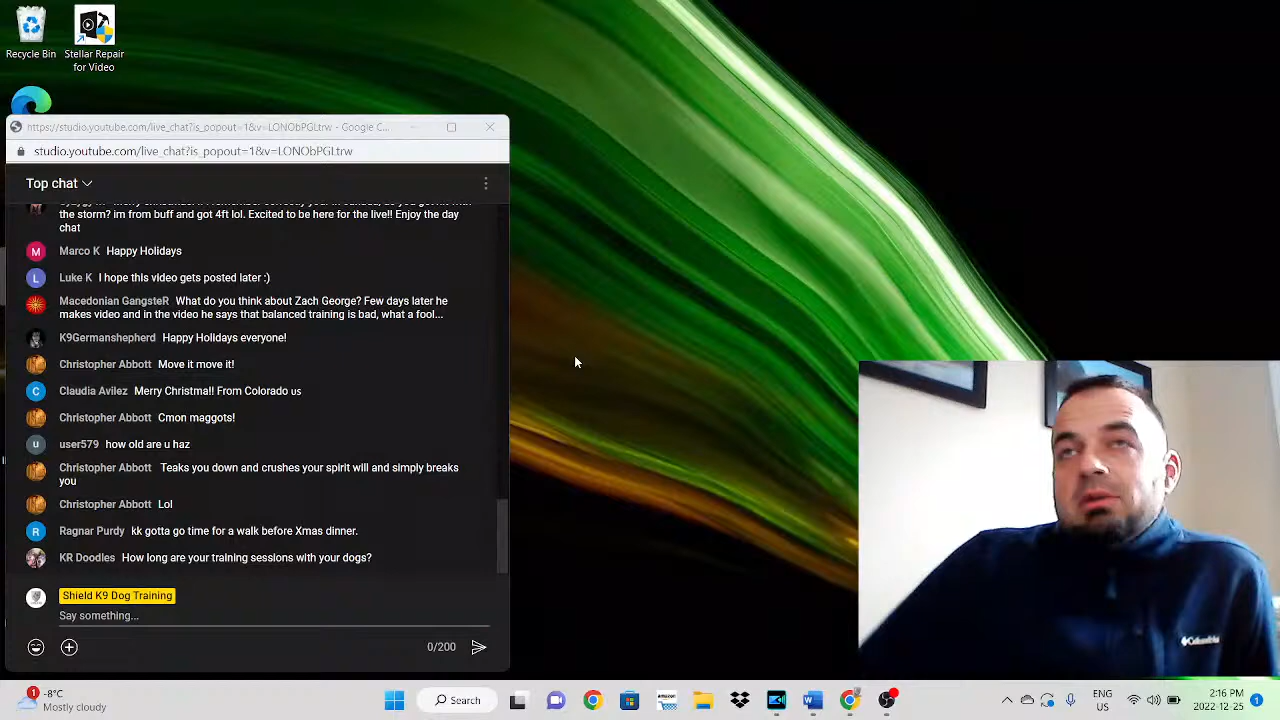 Recycle Bin
Stellar Repair
for Video
https://studio.youtube.com/live_chat?is_popout=1&v=LONObPGLtrw - Google C...
studio.youtube.com/live_chat?is_popout=1&v=LONObPGLtrw
Top chat
the storm? im from buff and got 4ft lol. Excited to be here for the live!! Enjoy the day
chat
M Marco K Happy Holidays
L Luke K I hope this video gets posted later :)
Macedonian GangsteR What do you think about Zach George? Few days later he
makes video and in the video he says that balanced training is bad, what a fool...
K9Germanshepherd Happy Holidays everyone!
Christopher Abbott Move it move it!
C Claudia Avilez Merry Christmal! From Colorado us
Christopher Abbott Cmon maggots!
u user579 how old are u haz
Christopher Abbott Teaks you down and crushes your spirit will and simply breaks
you
Christopher Abbott Lol
R Ragnar Purdy kk gotta go time for a walk before Xmas dinner.
KR Doodles How long are your training sessions with your dogs?
Shield K9 Dog Training
Say something...
0/200
Columbia
1
-8°C
Mostly cloudy
Search
amazon
W
ENG
US
2:16 PM
2022-12-25
1